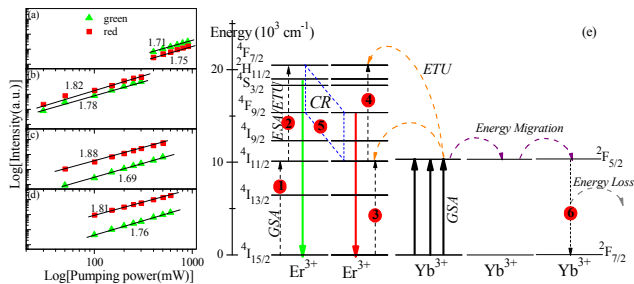 (a)
green
red
1.71
1.75
(b)
1.82
1.78
(c)
1.88
1.69
(d)
1.81
1.76
100
1000
Log[Pumping power(mW)]
Log[Intensity(a.u.)]
Energy (10³ cm⁻¹)
(e)
20
10
0
⁴F₇/₂
²H₁₁/₂
⁴S₃/₂
⁴F₉/₂
⁴I₉/₂
⁴I₁₁/₂
⁴I₁₃/₂
⁴I₁₅/₂
GSA
ESA/ETU
CR
ETU
GSA
Energy Migration
Energy Loss
²F₅/₂
²F₇/₂
1
2
3
4
5
6
Er³⁺
Er³⁺
Yb³⁺
Yb³⁺
Yb³⁺